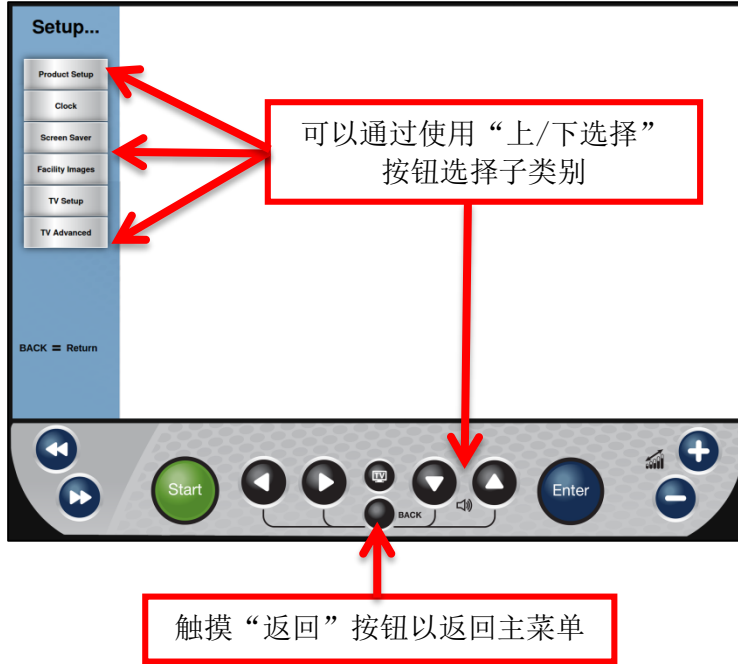 Setup...
Product Setup
Clock
Screen Saver
Facility Images
TV Setup
TV Advanced
BACK = Return
可以通过使用“上/下选择”
按钮选择子类别
Start
TV
BACK
Enter
触摸“返回”按钮以返回主菜单